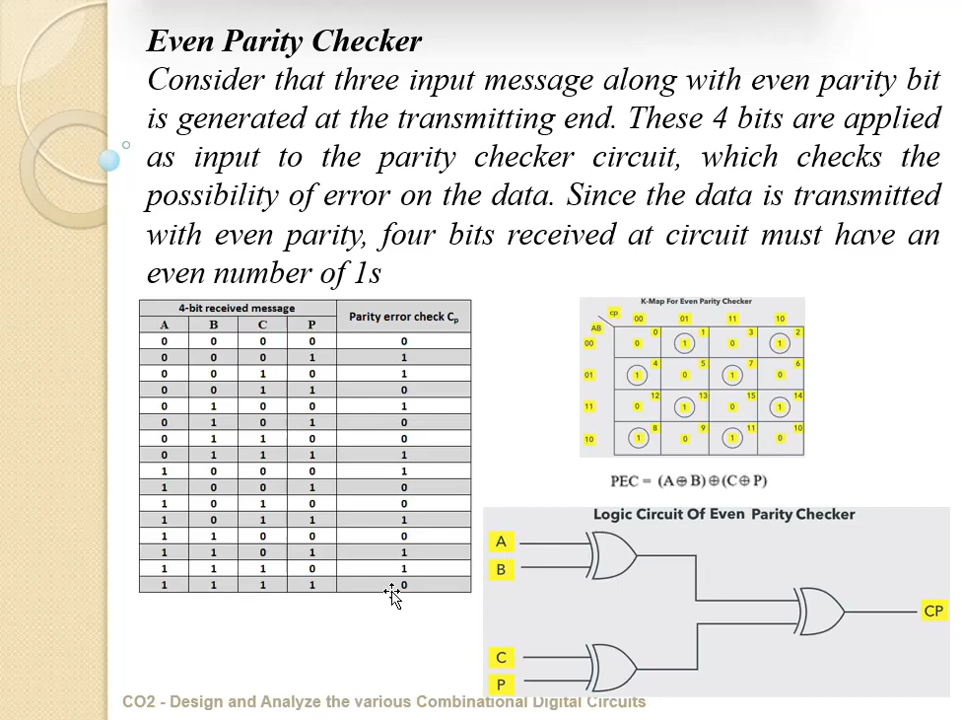 Even Parity Checker
Consider that three input message along with even parity bit
is generated at the transmitting end. These 4 bits are applied
as input to the parity checker circuit, which checks the
possibility of error on the data. Since the data is transmitted
with even parity, four bits received at circuit must have an
even number of 1s
4-bit received message Parity error check Cp
A B C P
0 0 0 0 0
0 0 0 1 1
0 0 1 0 1
0 0 1 1 0
0 1 0 0 1
0 1 0 1 0
0 1 1 0 0
0 1 1 1 1
1 0 0 0 1
1 0 0 1 0
1 0 1 0 0
1 0 1 1 1
1 1 0 0 0
1 1 0 1 1
1 1 1 0 1
1 1 1 1 0
K-Map For Even Parity Checker
cp 00 01 11 10
AB
00 0 0 1 1 0 3 1 2
01 1 4 0 5 1 7 0 6
11 0 12 1 13 0 15 1 14
10 1 8 0 9 1 11 0 10
PEC = (A⊕B)⊕(C⊕P)
Logic Circuit Of Even Parity Checker
A
B
CP
C
P
CO2 - Design and Analyze the various Combinational Digital Circuits